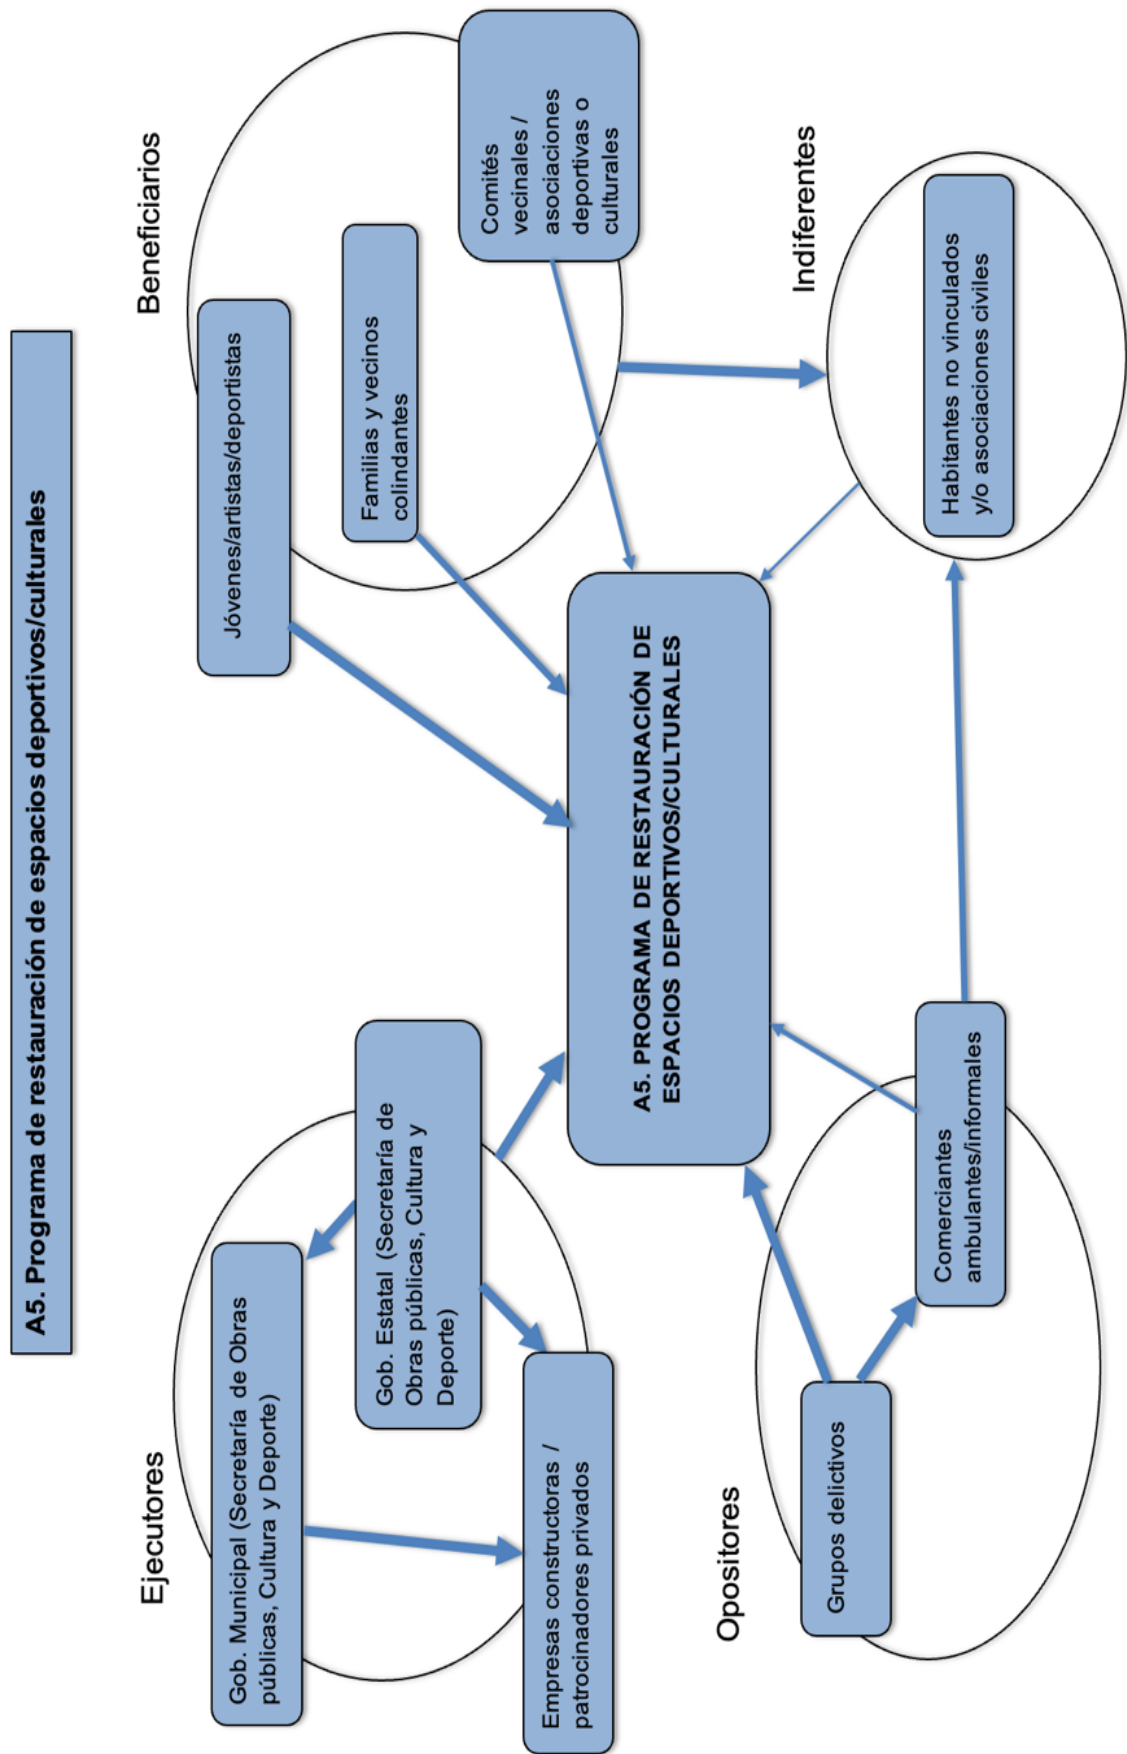 A5. Programa de restauración de espacios deportivos/culturales
Ejecutores
Gob. Municipal (Secretaría de Obras
públicas, Cultura y Deporte)
Gob. Estatal (Secretaría de
Obras públicas, Cultura y
Deporte)
Empresas constructoras /
patrocinadores privados
Beneficiarios
Jóvenes/artistas/deportistas
Familias y vecinos
colindantes
Comités
vecinales /
asociaciones
deportivas o
culturales
A5. PROGRAMA DE RESTAURACIÓN DE
ESPACIOS DEPORTIVOS/CULTURALES
Opositores
Grupos delictivos
Comerciantes
ambulantes/informales
Indiferentes
Habitantes no vinculados
y/o asociaciones civiles